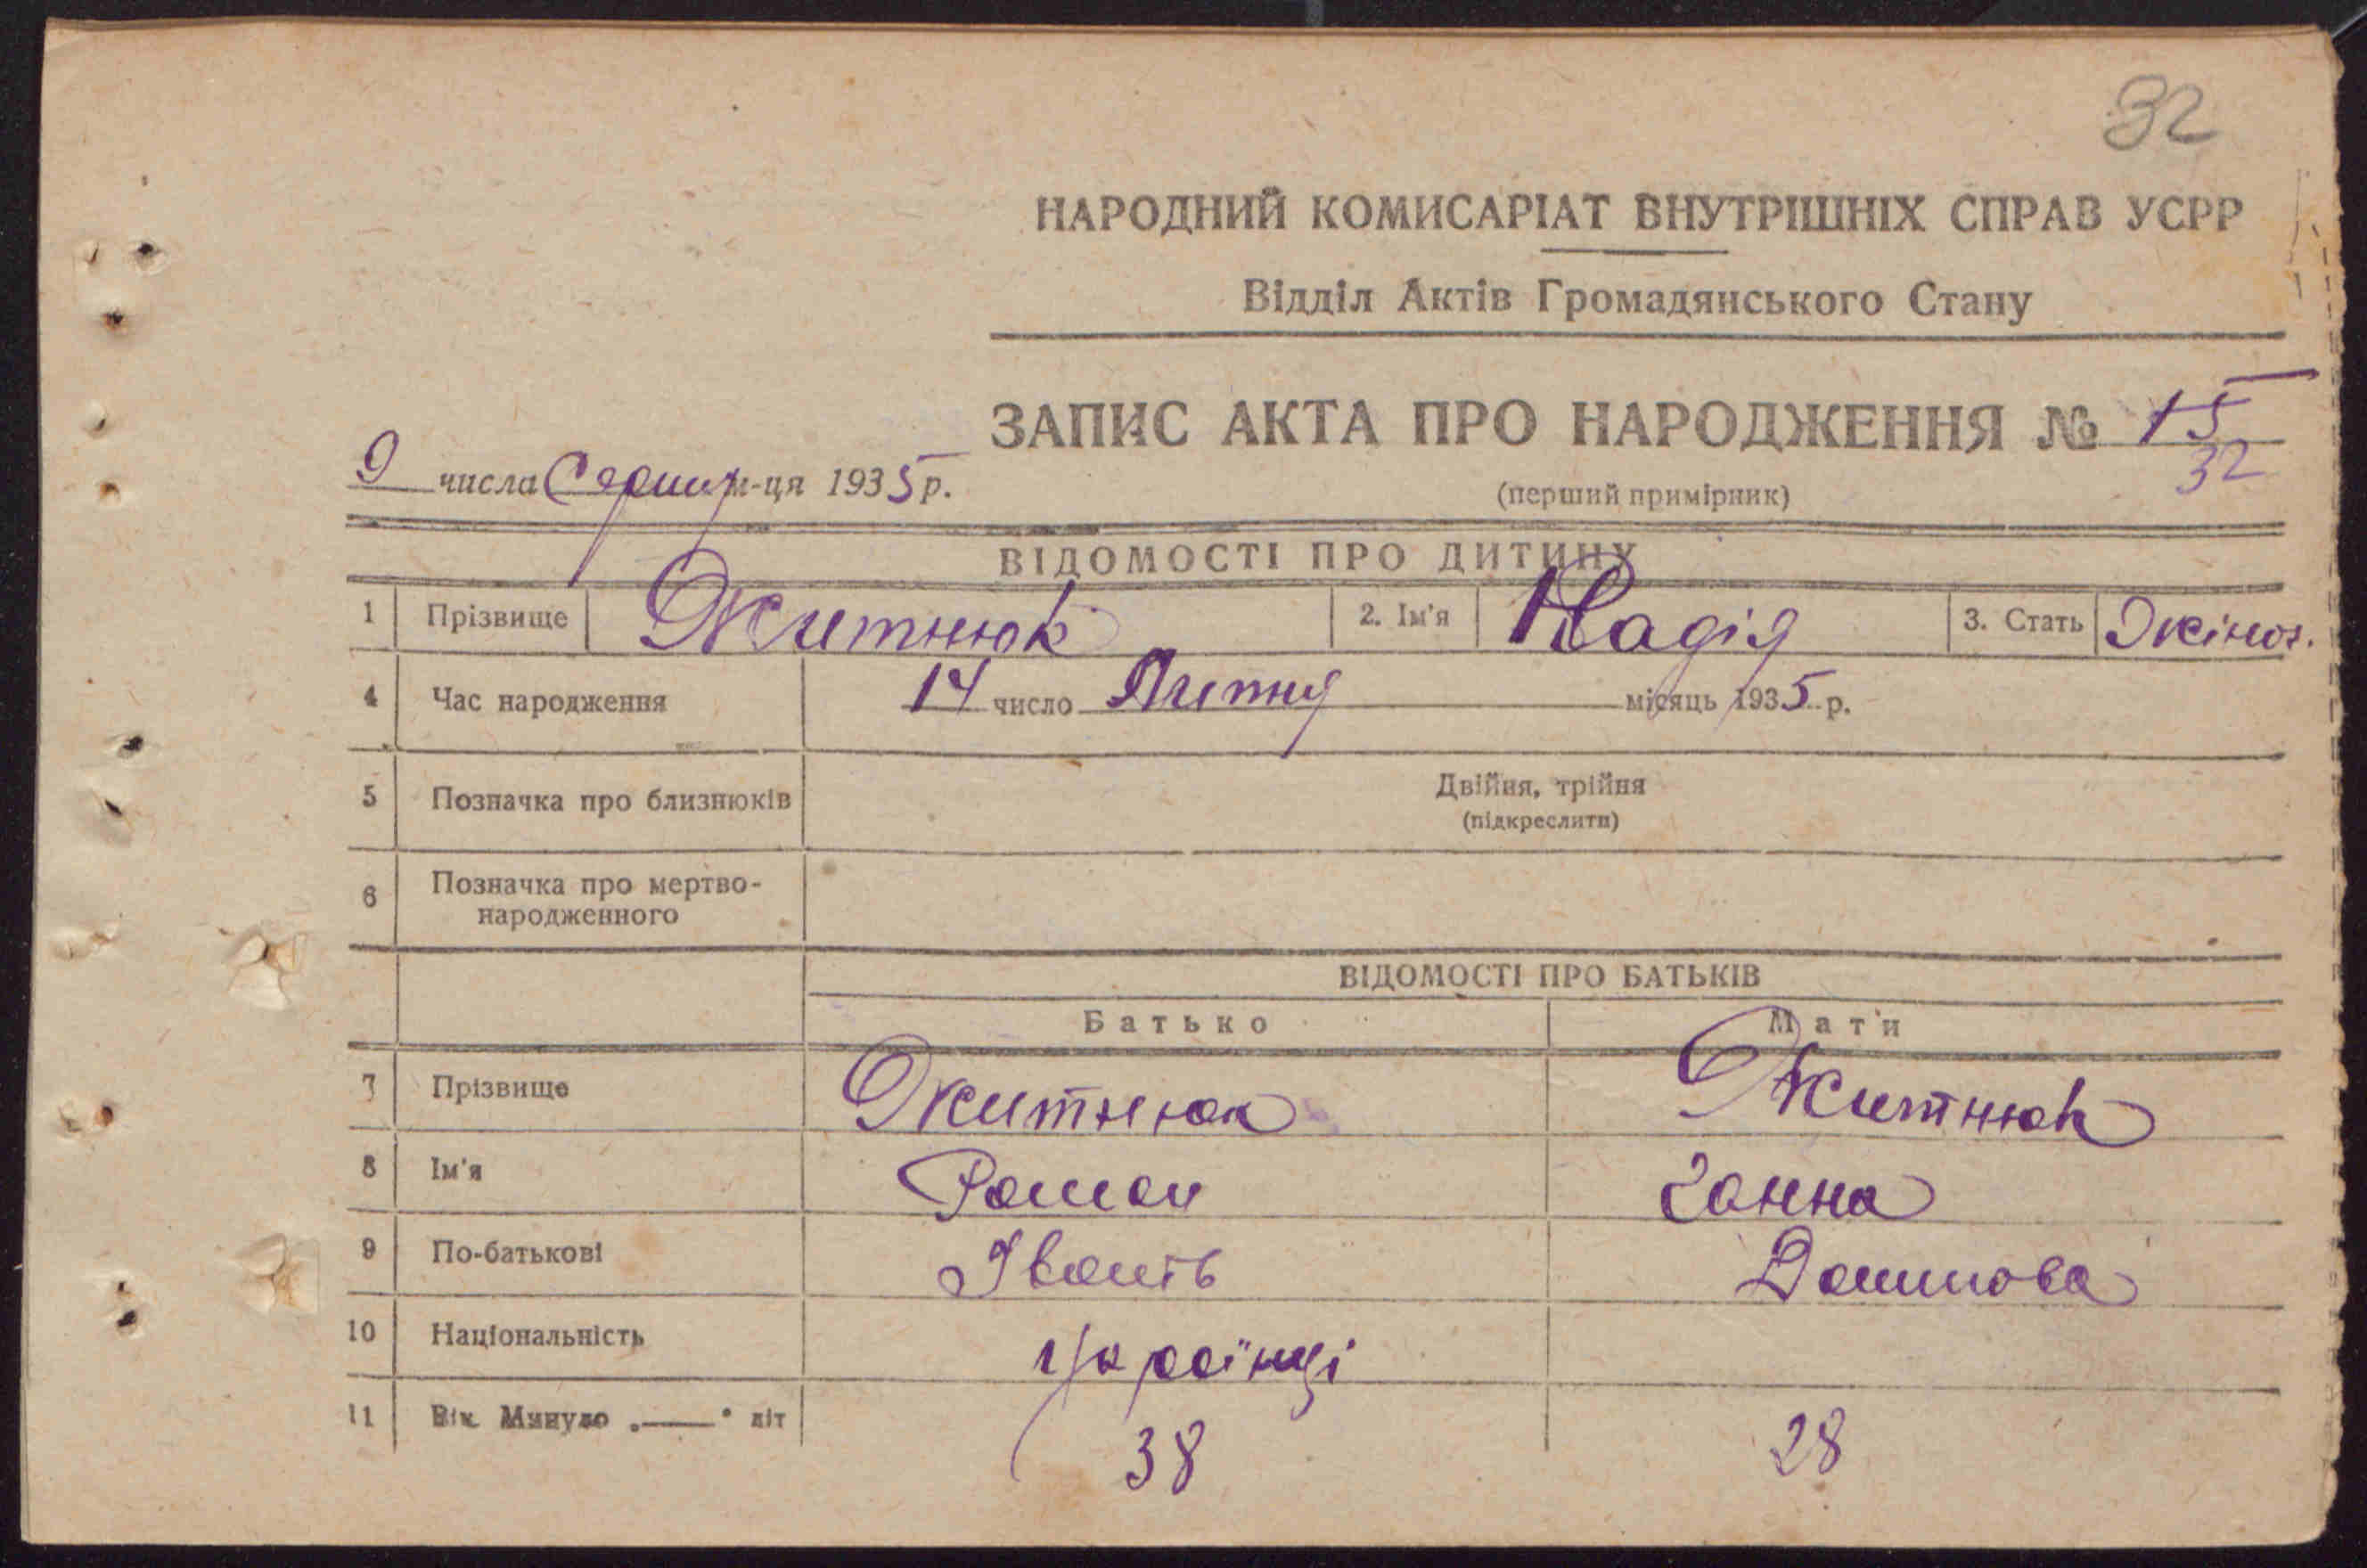 32
НАРОДНИЙ КОМИСАРІАТ ВНУТРІШНІХ СПРАВ УСРР
Відділ Актів Громадянського Стану
ЗАПИС АКТА ПРО НАРОДЖЕННЯ № 15
32
9 числа Серпня м-ця 1935 р.
(перший примірник)
ВІДОМОСТІ ПРО ДИТИНУ
1 Прізвище Житнюк 2. Ім'я Надія 3. Стать Жіноч.
4 Час народження 14 число Липня місяць 1935 р.
5 Позначка про близнюків Двійня, трійня
(підкреслити)
6 Позначка про мертво-
народженного
ВІДОМОСТІ ПРО БАТЬКІВ
Батько Мати
7 Прізвище Житнюк Житнюк
8 Ім'я Роман Ганна
9 По-батькові Іванів
10 Національність українці
11 Вік Минуло „——“ літ 38 28